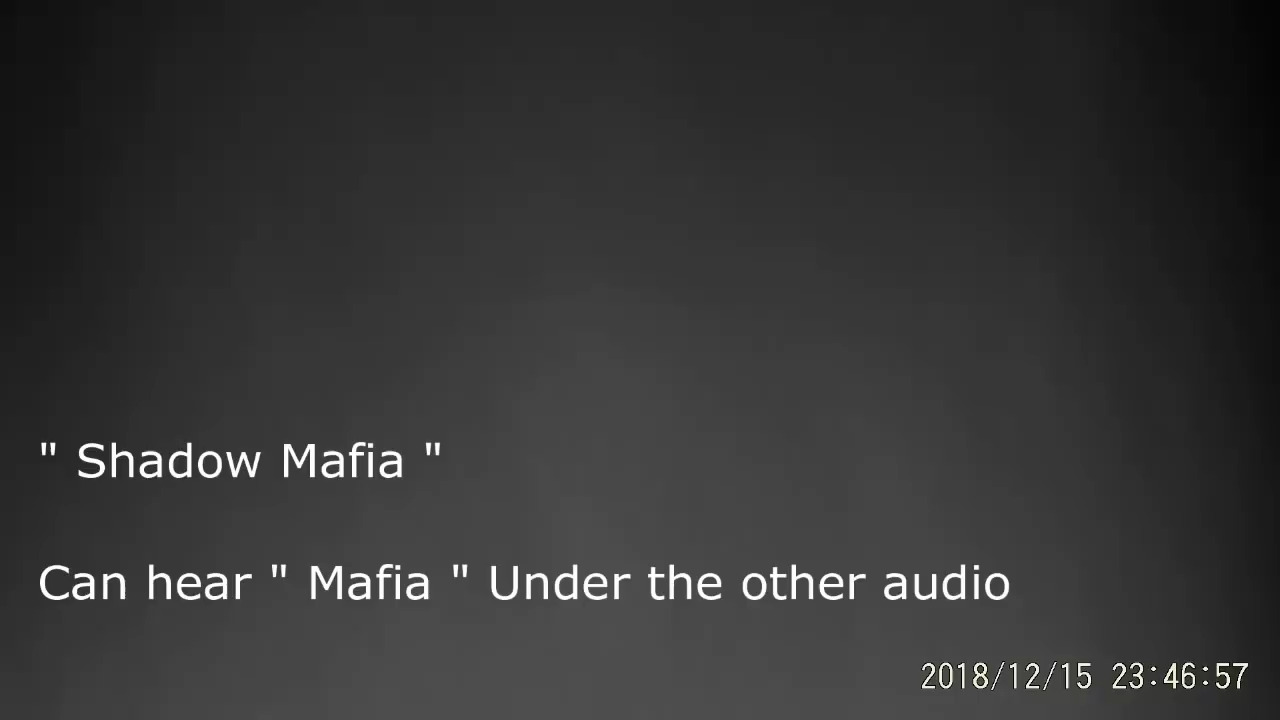 " Shadow Mafia "
Can hear " Mafia " Under the other audio
2018/12/15 23:46:57